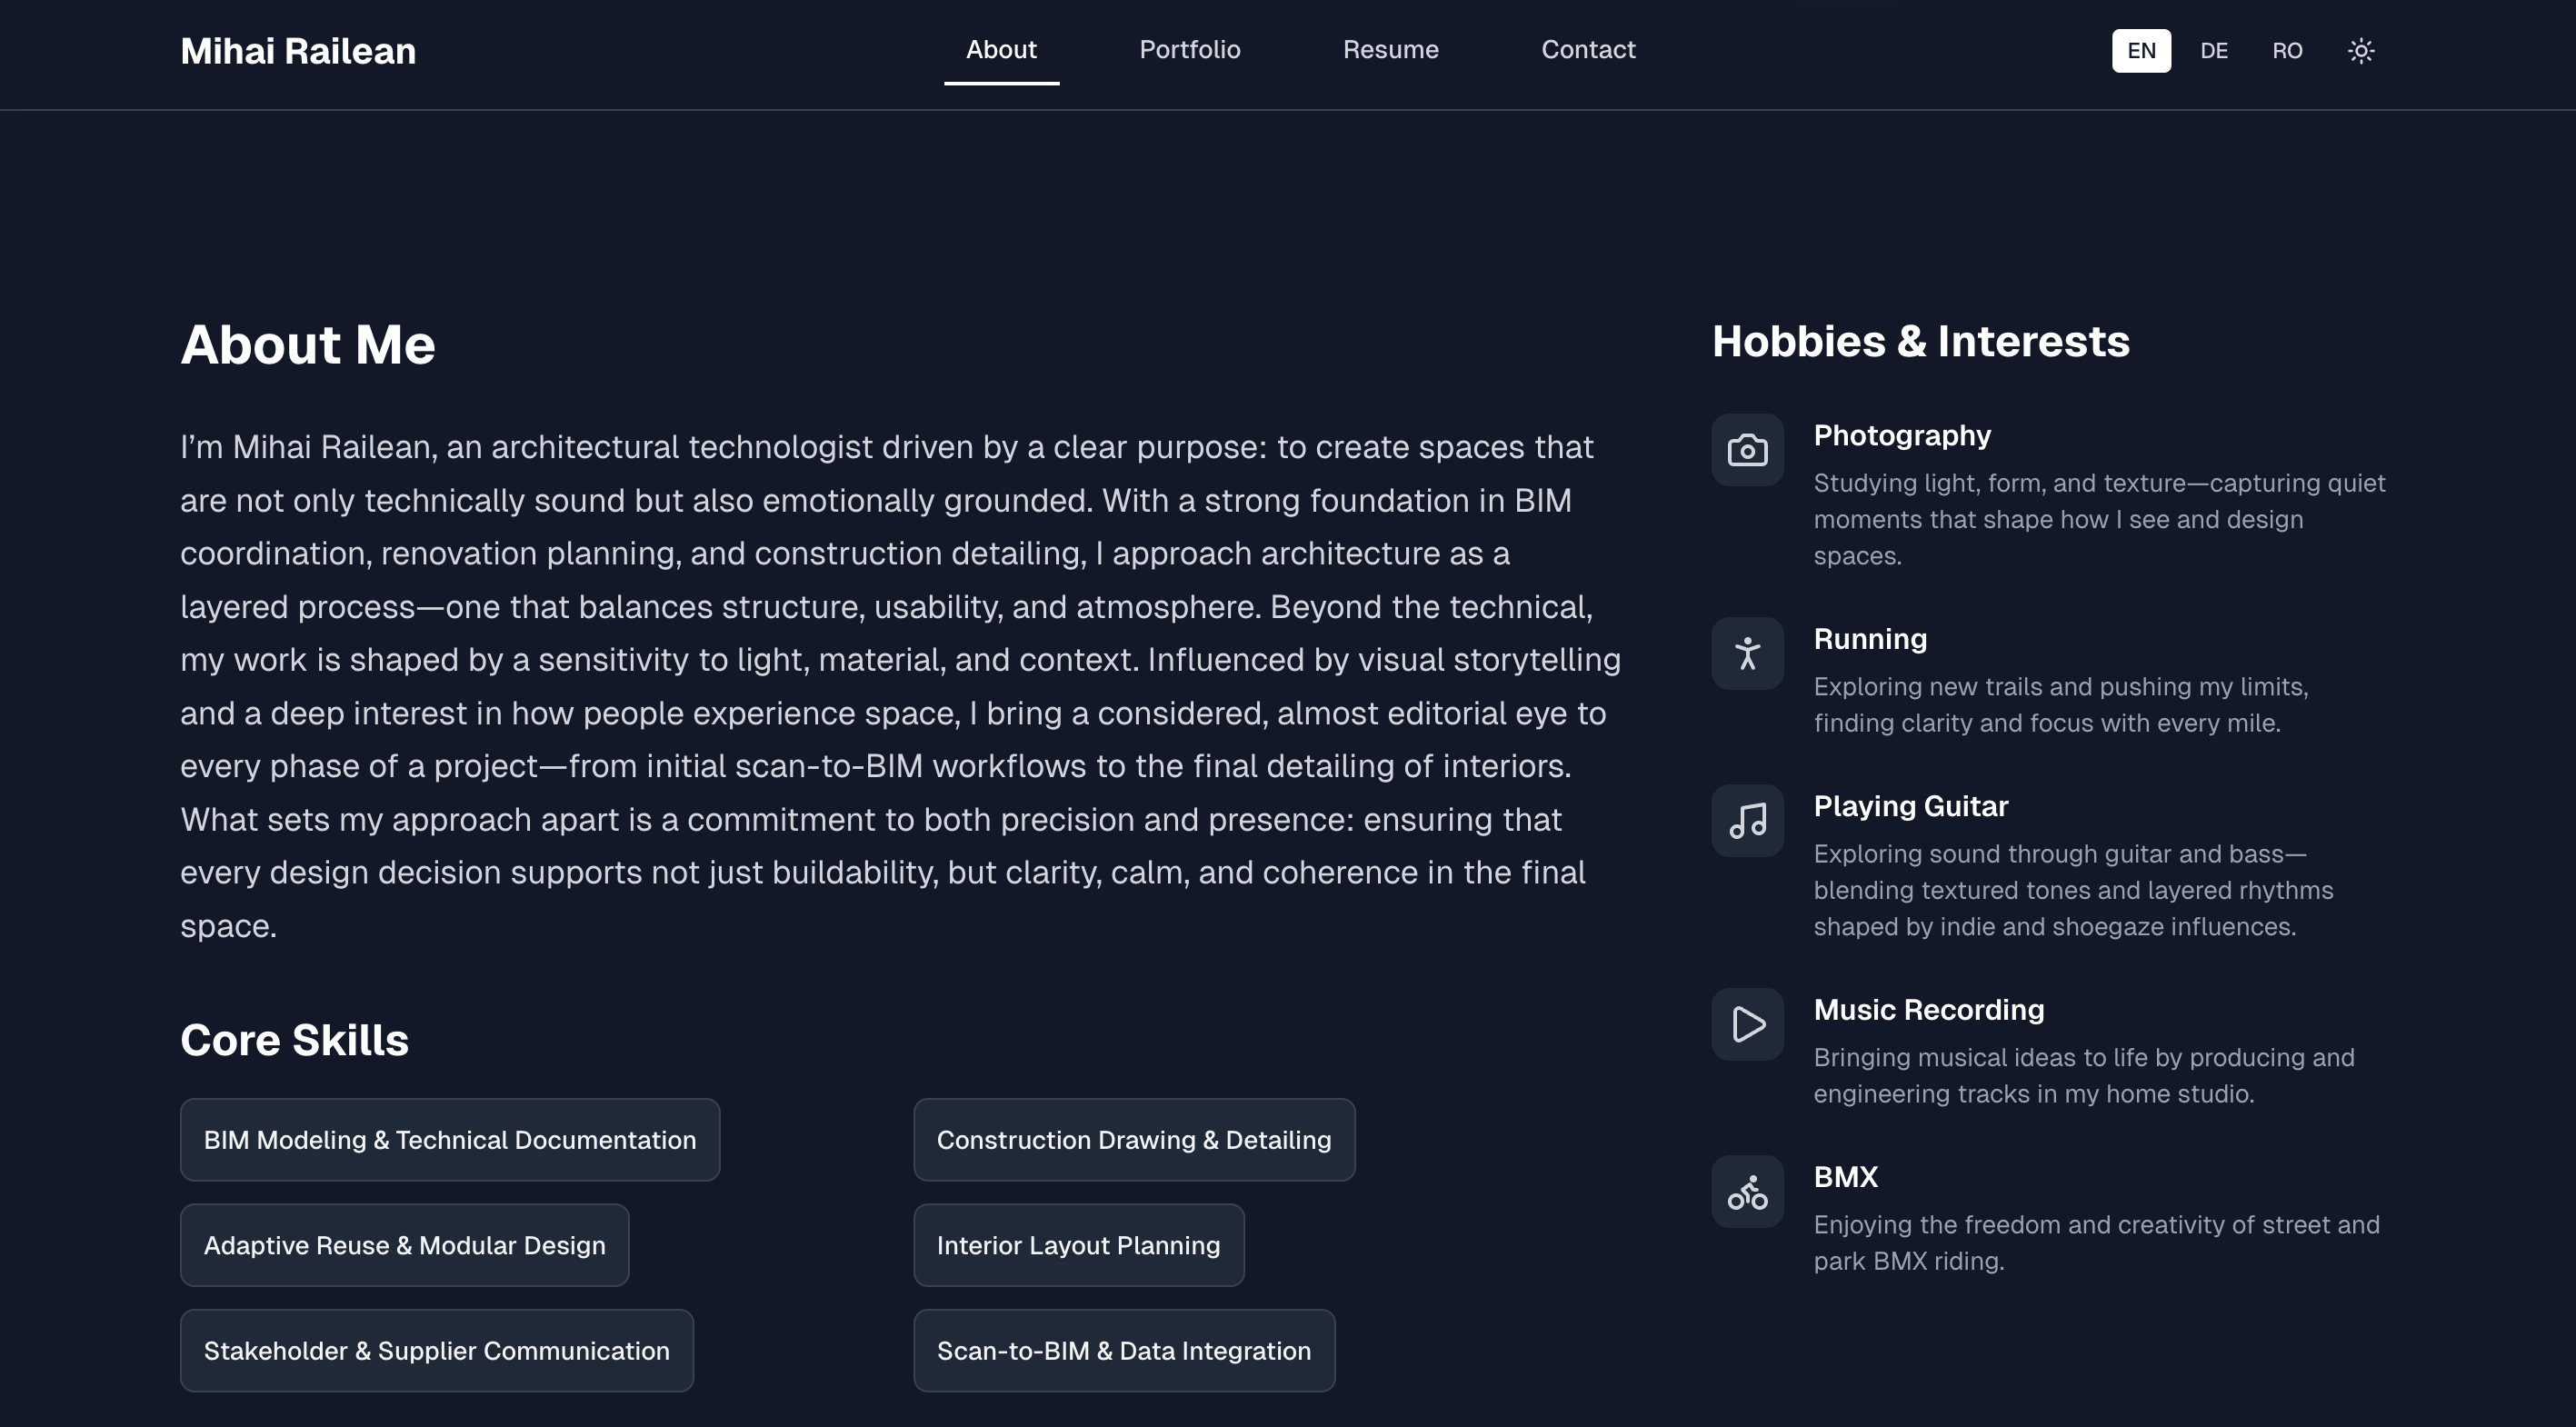 Mihai Railean
About
Portfolio
Resume
Contact
EN
DE
RO
About Me
I’m Mihai Railean, an architectural technologist driven by a clear purpose: to create spaces that
are not only technically sound but also emotionally grounded. With a strong foundation in BIM
coordination, renovation planning, and construction detailing, I approach architecture as a
layered process—one that balances structure, usability, and atmosphere. Beyond the technical,
my work is shaped by a sensitivity to light, material, and context. Influenced by visual storytelling
and a deep interest in how people experience space, I bring a considered, almost editorial eye to
every phase of a project—from initial scan-to-BIM workflows to the final detailing of interiors.
What sets my approach apart is a commitment to both precision and presence: ensuring that
every design decision supports not just buildability, but clarity, calm, and coherence in the final
space.
Core Skills
BIM Modeling & Technical Documentation
Construction Drawing & Detailing
Adaptive Reuse & Modular Design
Interior Layout Planning
Stakeholder & Supplier Communication
Scan-to-BIM & Data Integration
Hobbies & Interests
Photography
Studying light, form, and texture—capturing quiet
moments that shape how I see and design
spaces.
Running
Exploring new trails and pushing my limits,
finding clarity and focus with every mile.
Playing Guitar
Exploring sound through guitar and bass—
blending textured tones and layered rhythms
shaped by indie and shoegaze influences.
Music Recording
Bringing musical ideas to life by producing and
engineering tracks in my home studio.
BMX
Enjoying the freedom and creativity of street and
park BMX riding.